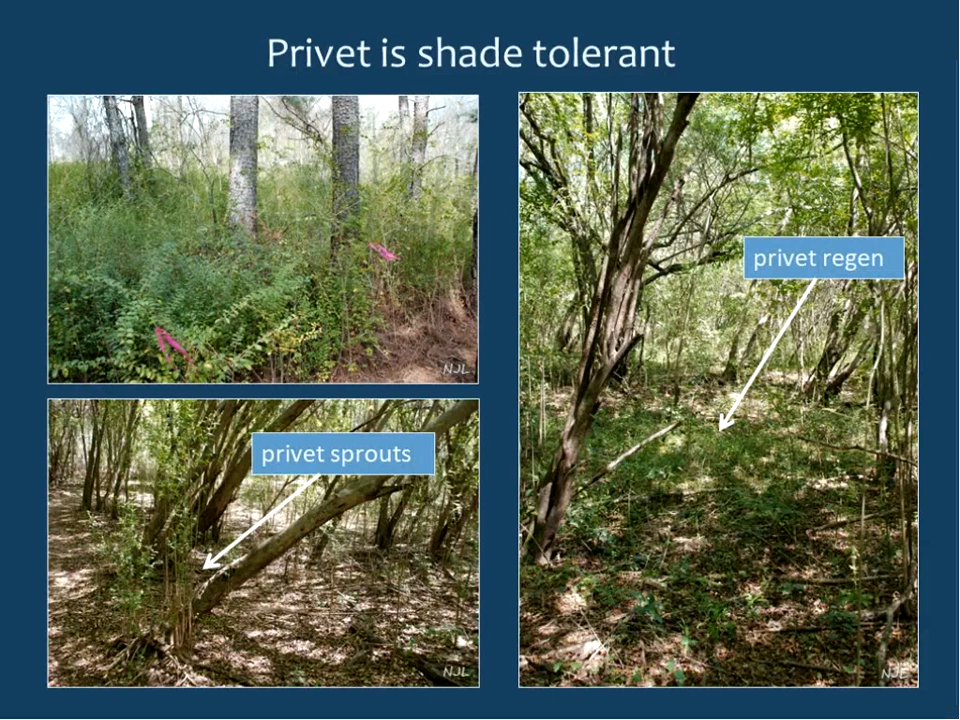 Privet is shade tolerant
NJL
privet sprouts
NJL
privet regen
NJL